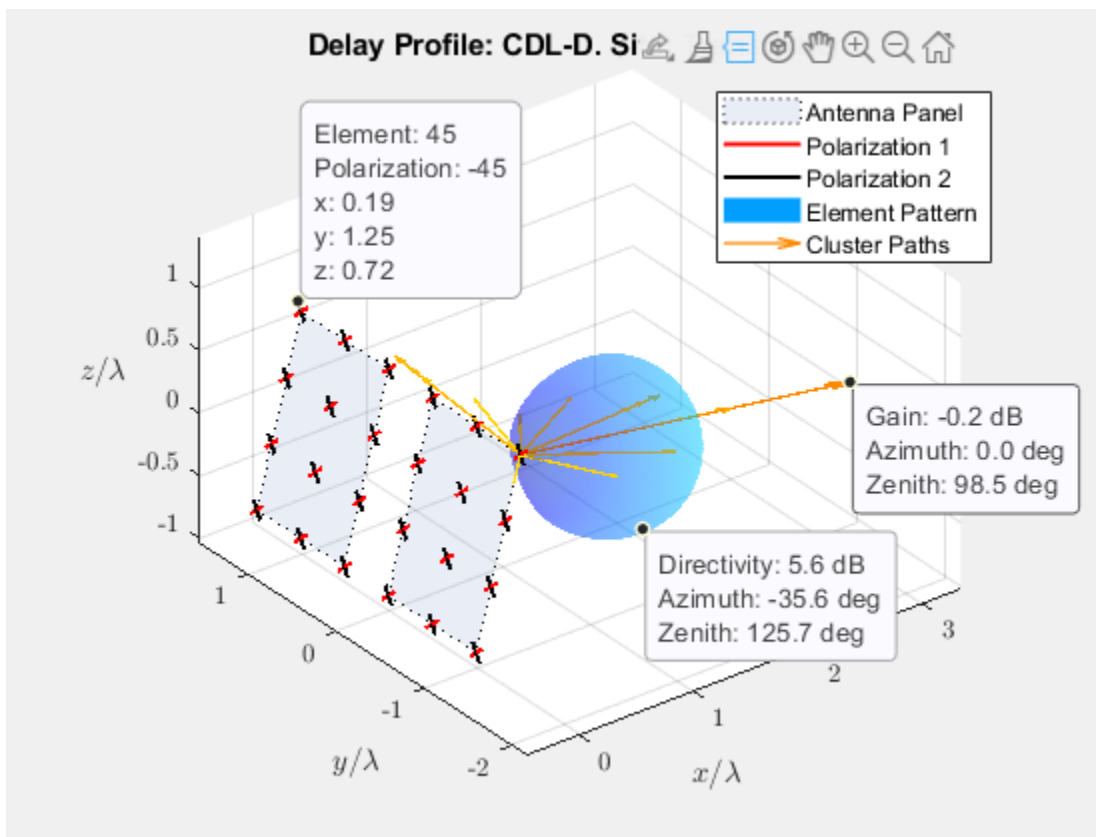 Delay Profile: CDL-D. Si
Element: 45
Polarization: -45
x: 0.19
y: 1.25
z: 0.72
Antenna Panel
Polarization 1
Polarization 2
Element Pattern
Cluster Paths
1
0.5
0
-0.5
-1
z/λ
Gain: -0.2 dB
Azimuth: 0.0 deg
Zenith: 98.5 deg
Directivity: 5.6 dB
Azimuth: -35.6 deg
Zenith: 125.7 deg
1
0
-1
-2
y/λ
0
1
2
3
x/λ